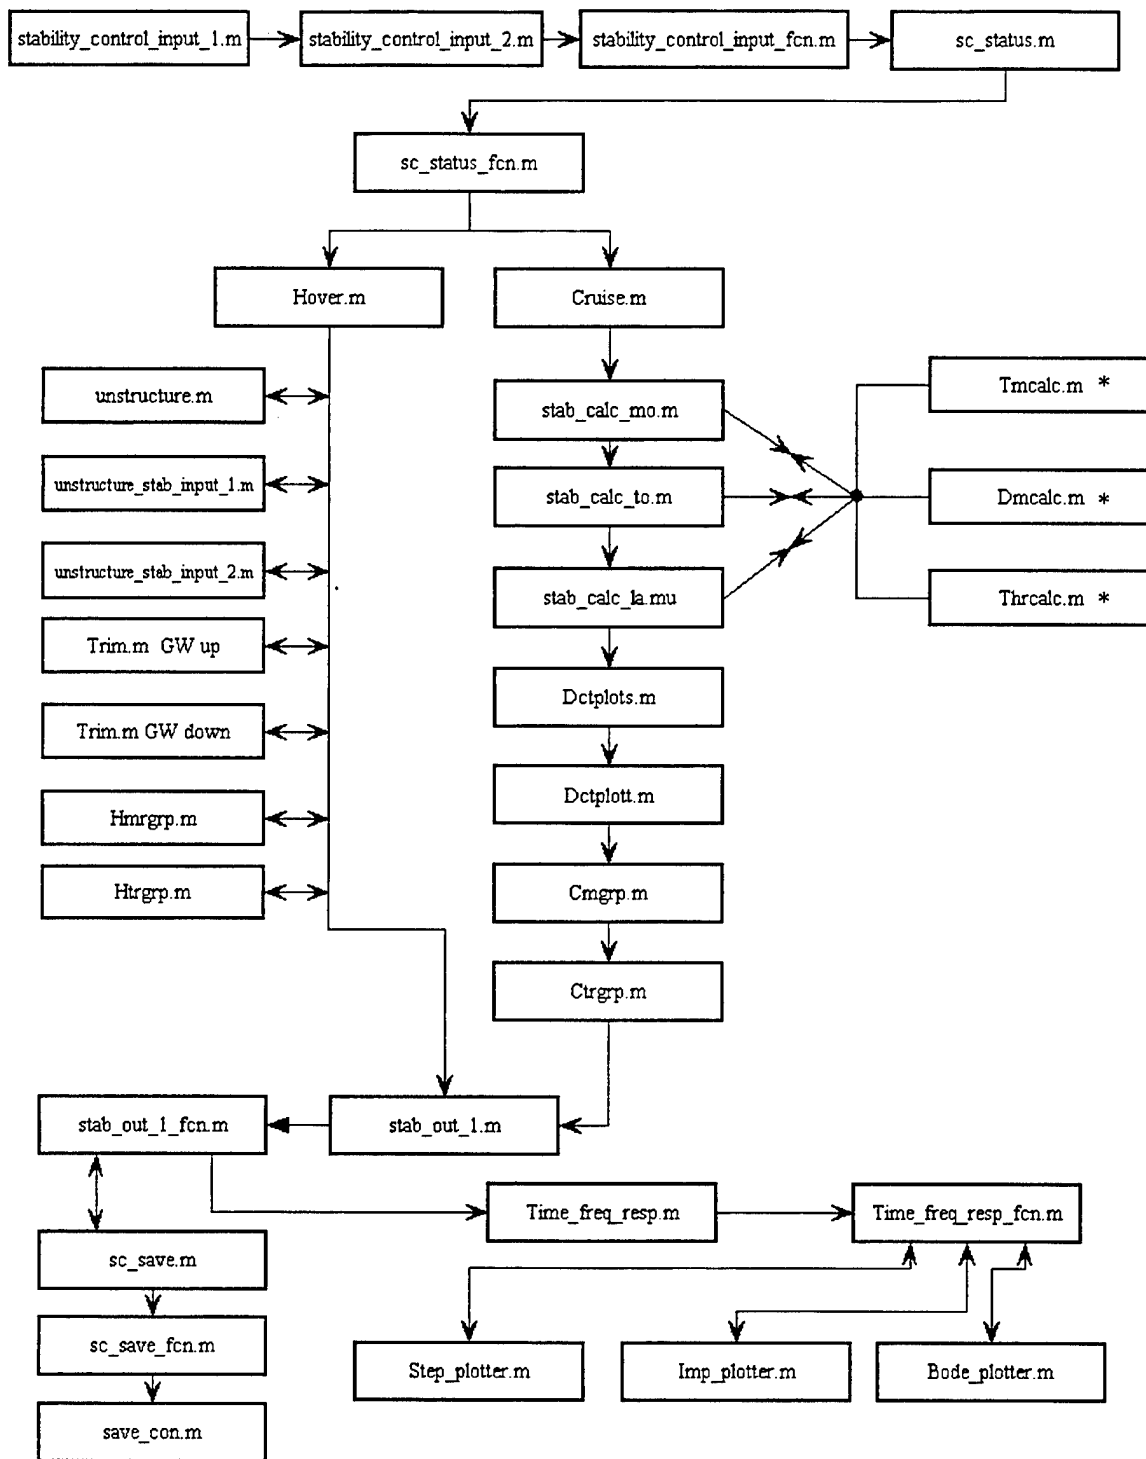 stability_control_input_1.m
stability_control_input_2.m
stability_control_input_fcn.m
sc_status.m
sc_status_fcn.m
Hover.m
Cruise.m
unstructure.m
stab_calc_mo.m
Tmcalc.m *
unstructure_stab_input_1.m
stab_calc_to.m
Dmcalc.m *
unstructure_stab_input_2.m
stab_calc_la.mu
Thrcalc.m *
Trim.m GW up
Dctplots.m
Trim.m GW down
Dctplott.m
Hmrgrp.m
Htrgrp.m
Cmgrp.m
Ctrgrp.m
stab_out_1_fcn.m
stab_out_1.m
Time_freq_resp.m
Time_freq_resp_fcn.m
sc_save.m
sc_save_fcn.m
Step_plotter.m
Imp_plotter.m
Bode_plotter.m
save_con.m